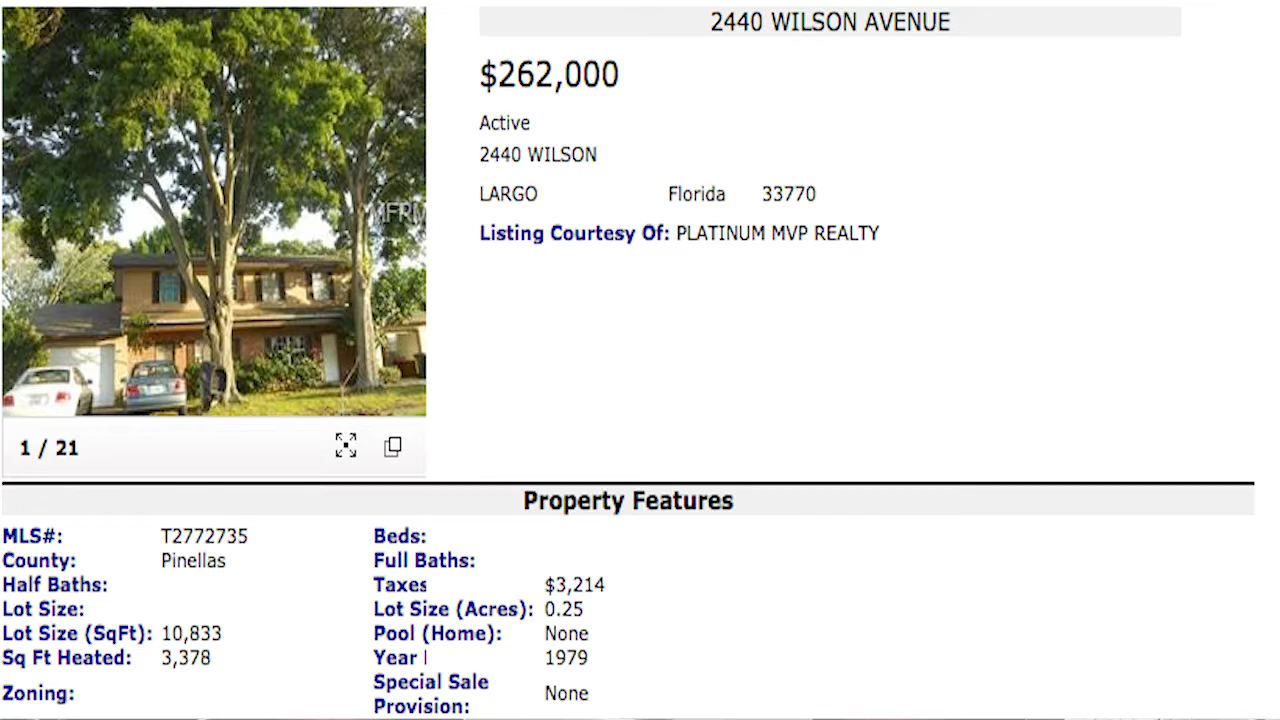 2440 WILSON AVENUE
$262,000
Active
2440 WILSON
LARGO Florida 33770
Listing Courtesy Of: PLATINUM MVP REALTY
MFRM
1 / 21
Property Features
MLS#: T2772735 Beds:
County: Pinellas Full Baths:
Half Baths: Taxes $3,214
Lot Size: Lot Size (Acres): 0.25
Lot Size (SqFt): 10,833 Pool (Home): None
Sq Ft Heated: 3,378 Year 1979
Zoning: Special Sale Provision: None